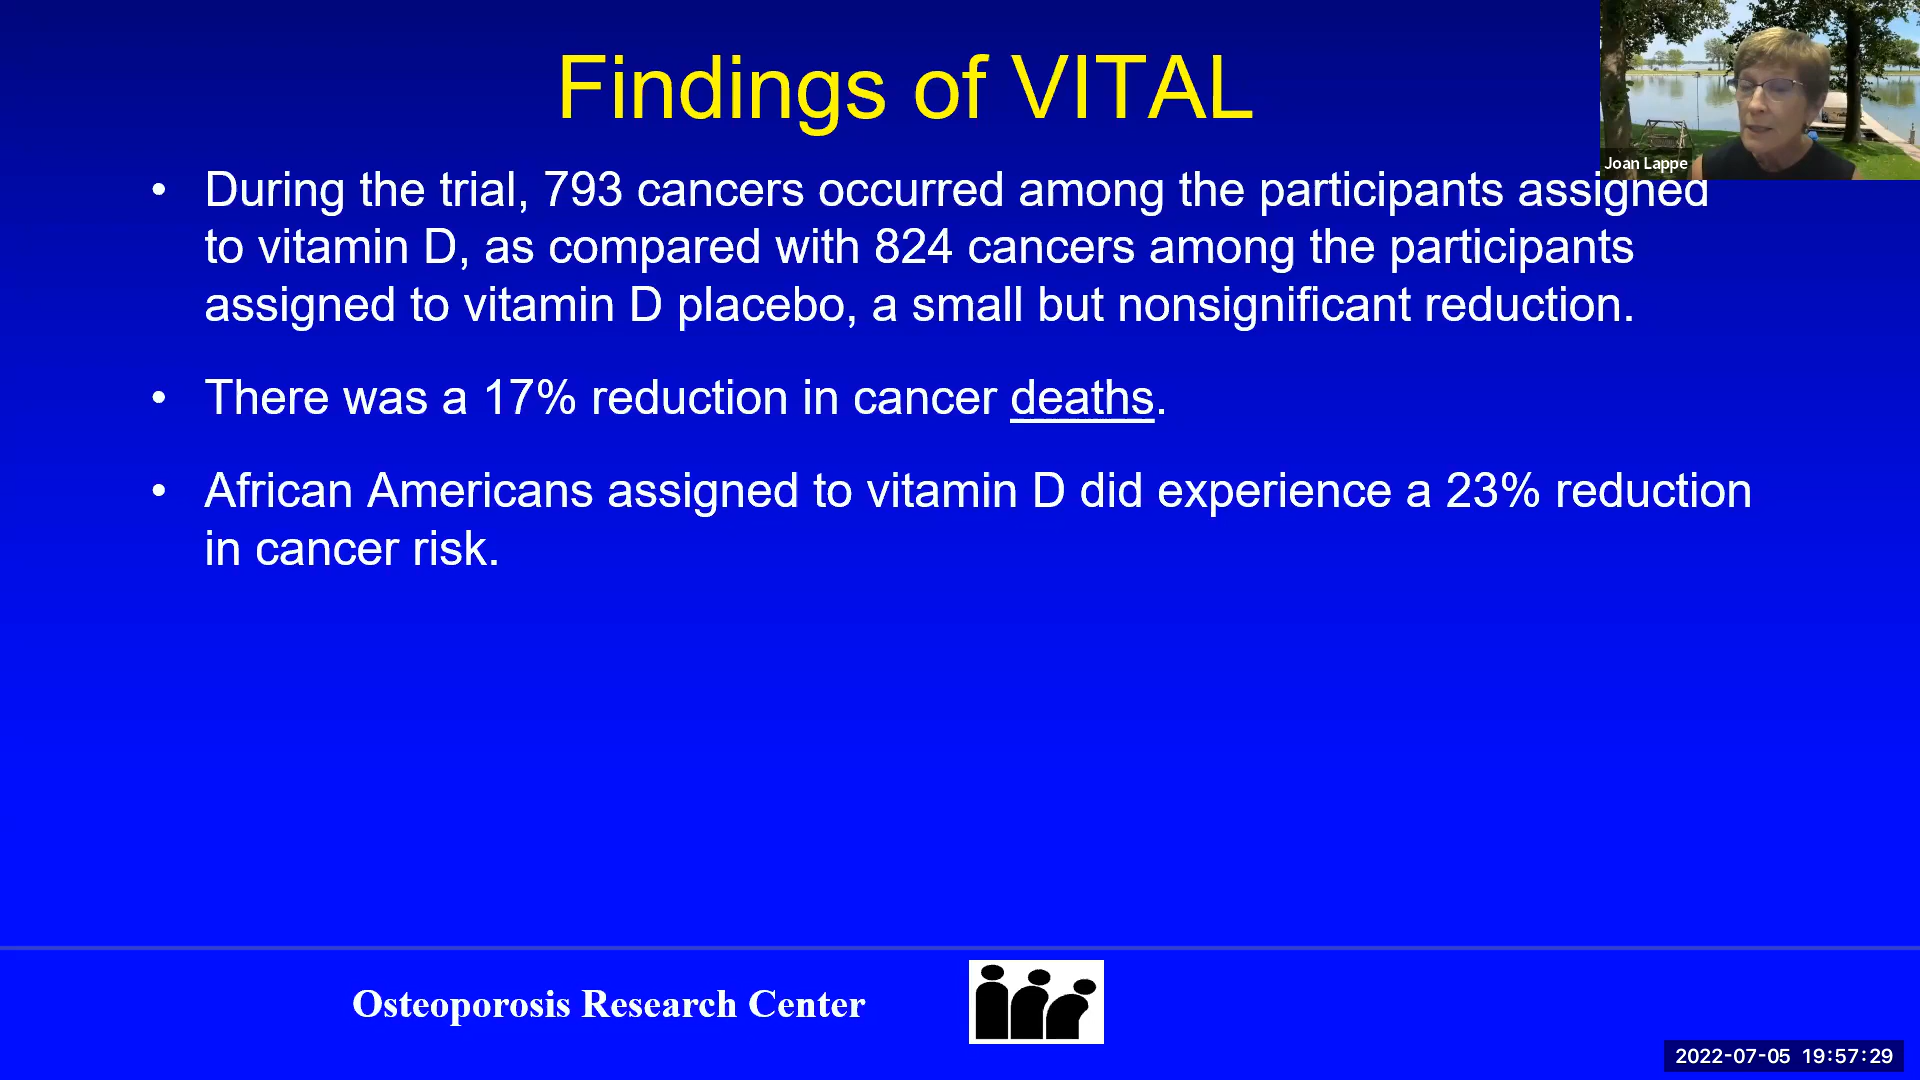 Findings of VITAL
Joan Lappe
• During the trial, 793 cancers occurred among the participants assigned
to vitamin D, as compared with 824 cancers among the participants
assigned to vitamin D placebo, a small but nonsignificant reduction.
• There was a 17% reduction in cancer deaths.
• African Americans assigned to vitamin D did experience a 23% reduction
in cancer risk.
Osteoporosis Research Center
2022-07-05 19:57:29